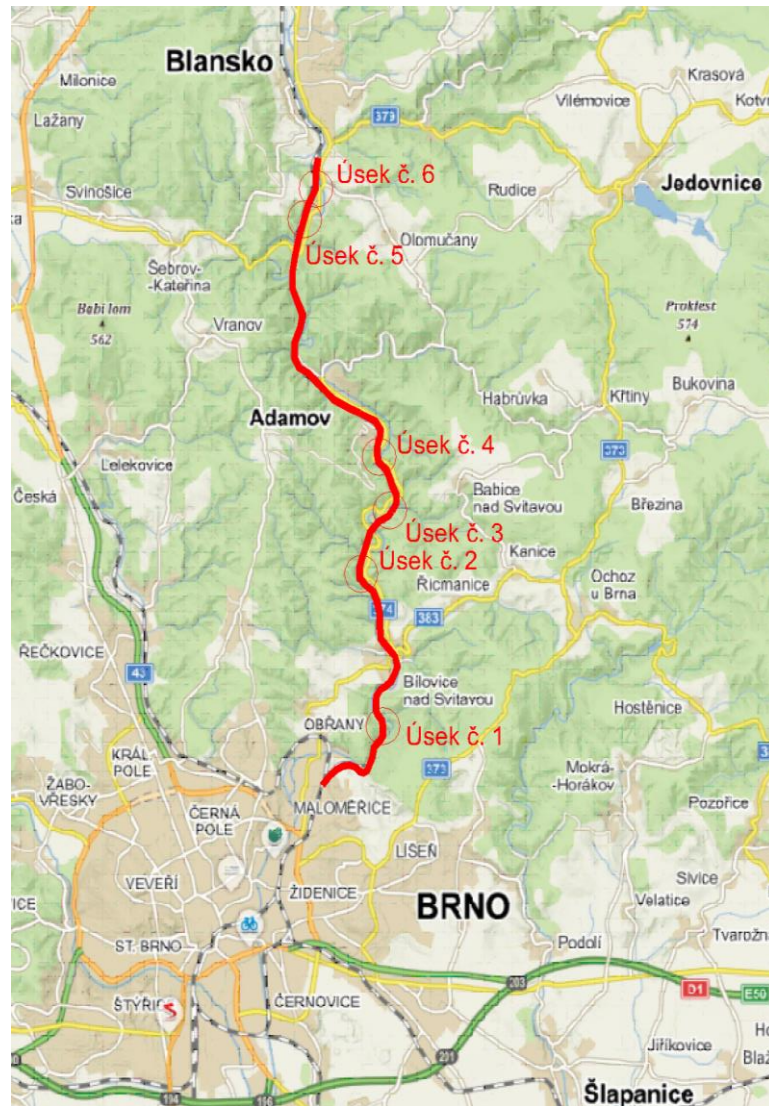 Blansko
Milonice
Krasová
Vilémovice
Kotv
Lažany
379
379
Úsek č. 6
Rudice
Jedovnice
Svinošice
Olomučany
Úsek č. 5
Šebrov-
-Kateřina
Babi lom
562
Vranov
Proklest
574
Bukovina
Habrůvka
Křtiny
Adamov
Úsek č. 4
373
Lelekovice
Česká
Babice
nad Svitavou
Březina
Úsek č. 3
Kanice
Úsek č. 2
Řícmanice
Ochoz
u Brna
374
383
ŘEČKOVICE
43
Bílovice
nad Svitavou
Hostěnice
OBŘANY
Úsek č. 1
KRÁL.
POLE
373
Mokrá-
-Horákov
ŽABO-
VŘESKY
ČERNÁ
POLE
MALOMĚŘICE
Pozořice
LÍŠEŇ
VEVEŘÍ
ŽIDENICE
Sivice
BRNO
Velatice
Tvarožná
ST. BRNO
Podolí
203
D1
E50
ŠTÝŘICE
ČERNOVICE
Jiříkovice
201
194
196
Šlapanice